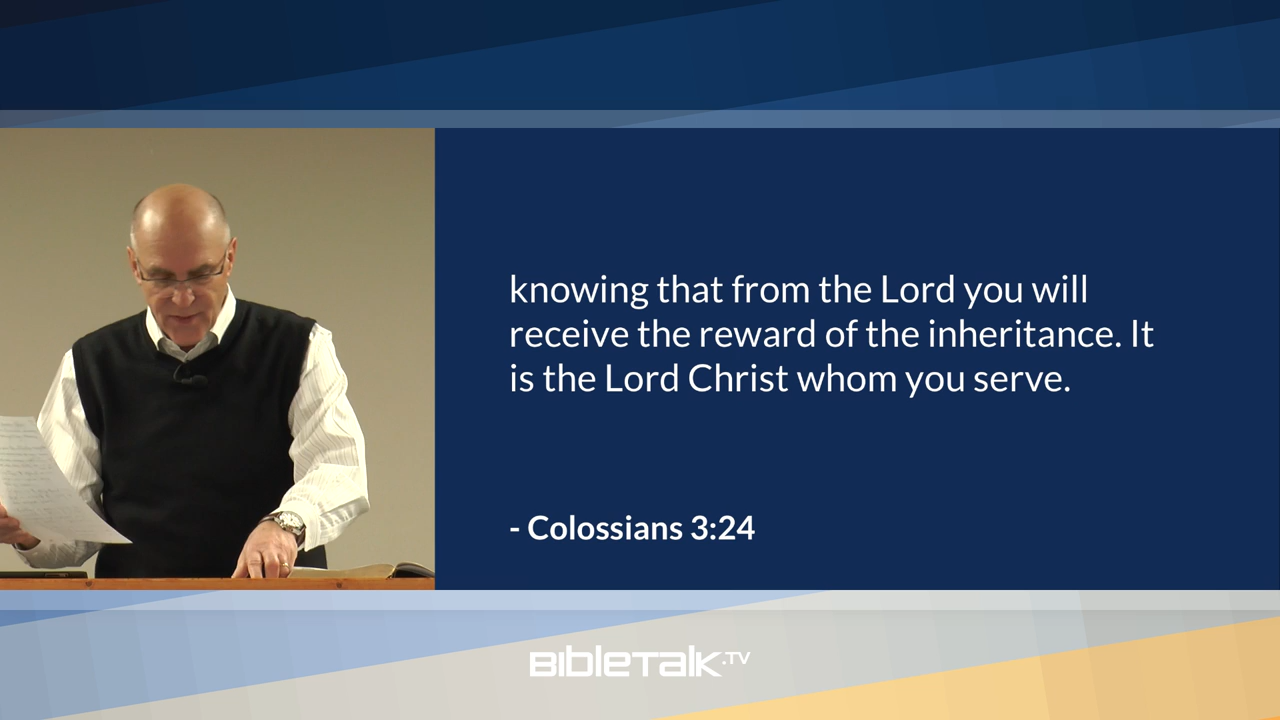 knowing that from the Lord you will
receive the reward of the inheritance. It
is the Lord Christ whom you serve.
- Colossians 3:24
BIBLETALK.TV